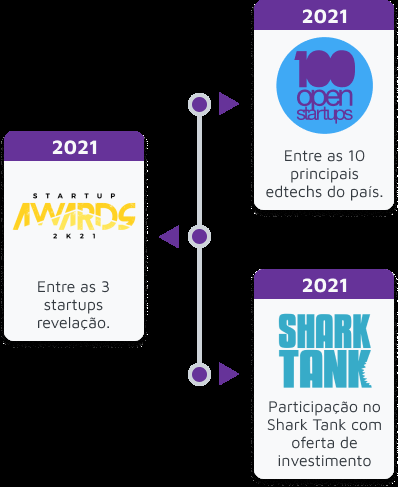 2021
100
open
startups
Entre as 10
principais
edtechs do país.
2021
STARTUP
AWARDS
2K21
Entre as 3
startups
revelação.
2021
SHARK
TANK
Participação no
Shark Tank com
oferta de
investimento